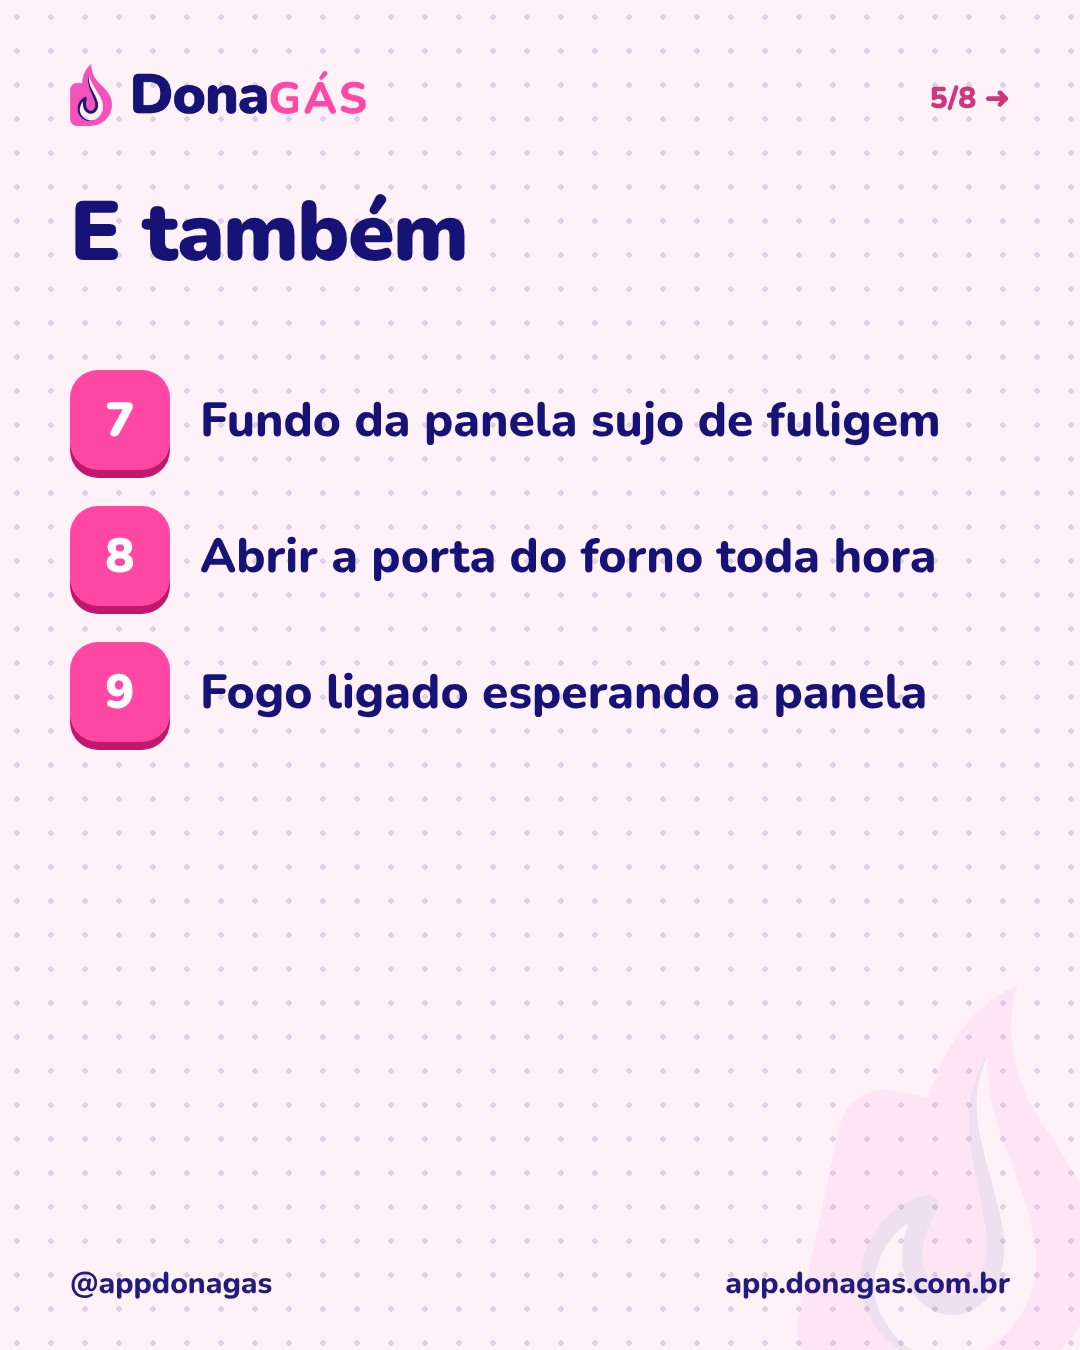 DonaGÁS
5/8 →
E também
7 Fundo da panela sujo de fuligem
8 Abrir a porta do forno toda hora
9 Fogo ligado esperando a panela
@appdonagas
app.donagas.com.br